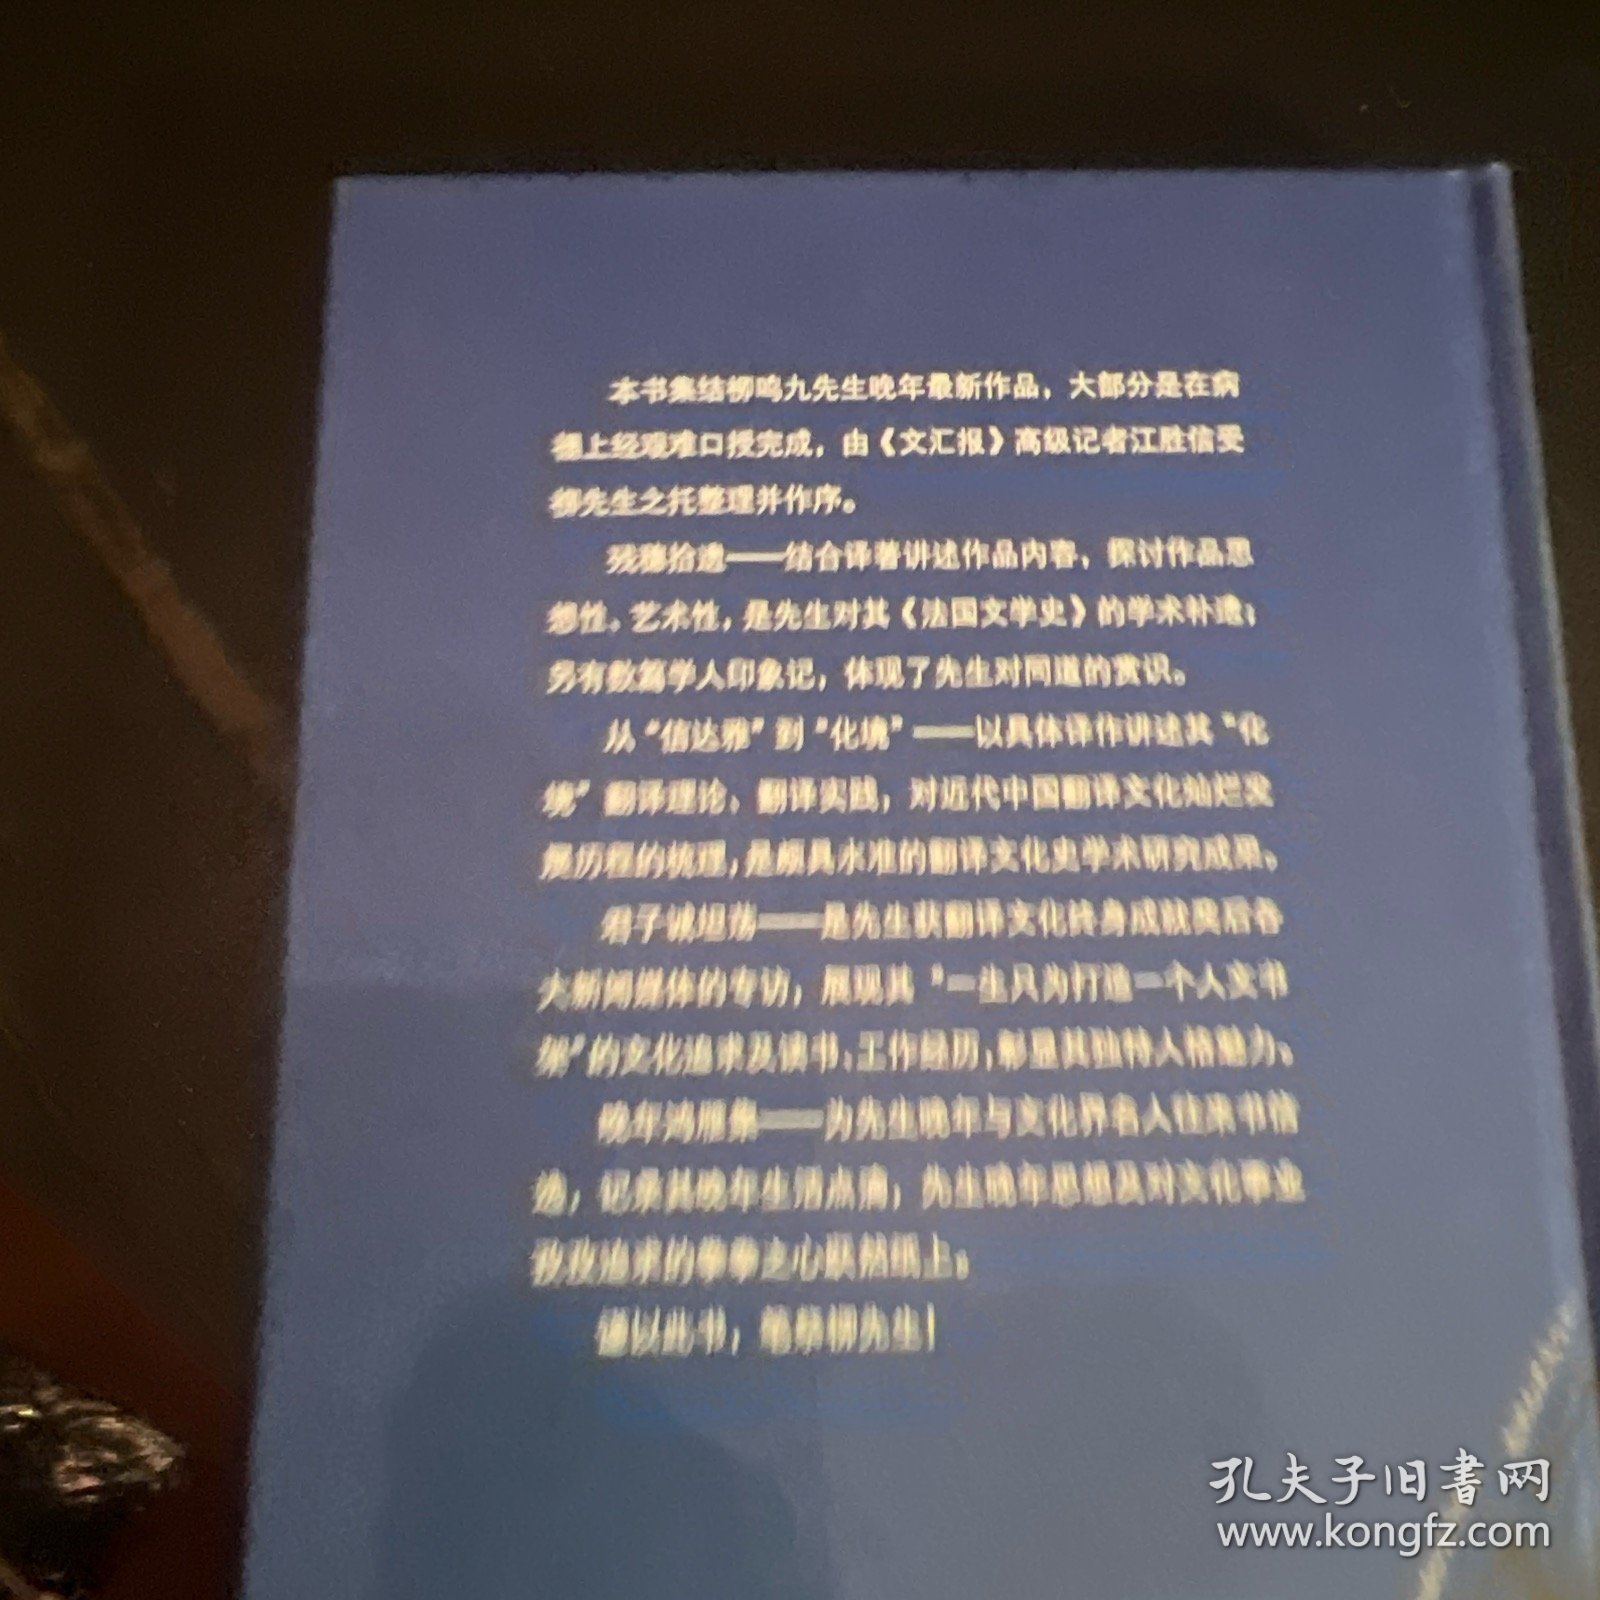 本书集结柳鸣九先生晚年最新作品，大部分是在病
榻上经艰难口授完成，由《文汇报》高级记者江胜信受
柳先生之托整理并作序。
残穗拾遗——结合译著讲述作品内容，探讨作品思
想性、艺术性，是先生对其《法国文学史》的学术补遗；
另有数篇学人印象记，体现了先生对同道的赏识。
从“信达雅”到“化境”——以具体译作讲述其“化
境”翻译理论、翻译实践，对近代中国翻译文化灿烂发
展历程的梳理，是颇具水准的翻译文化史学术研究成果。
君子诚坦荡——是先生获翻译文化终身成就奖后各
大新闻媒体的专访，展现其“一生只为打造一个人文书
架”的文化追求及读书、工作经历，彰显其独特人格魅力。
晚年鸿雁集——为先生晚年与文化界名人往来书信
选，记录其晚年生活点滴，先生晚年思想及对文化事业
孜孜追求的拳拳之心跃然纸上。
谨以此书，敬奉柳先生！
孔夫子旧書网
www.kongfz.com